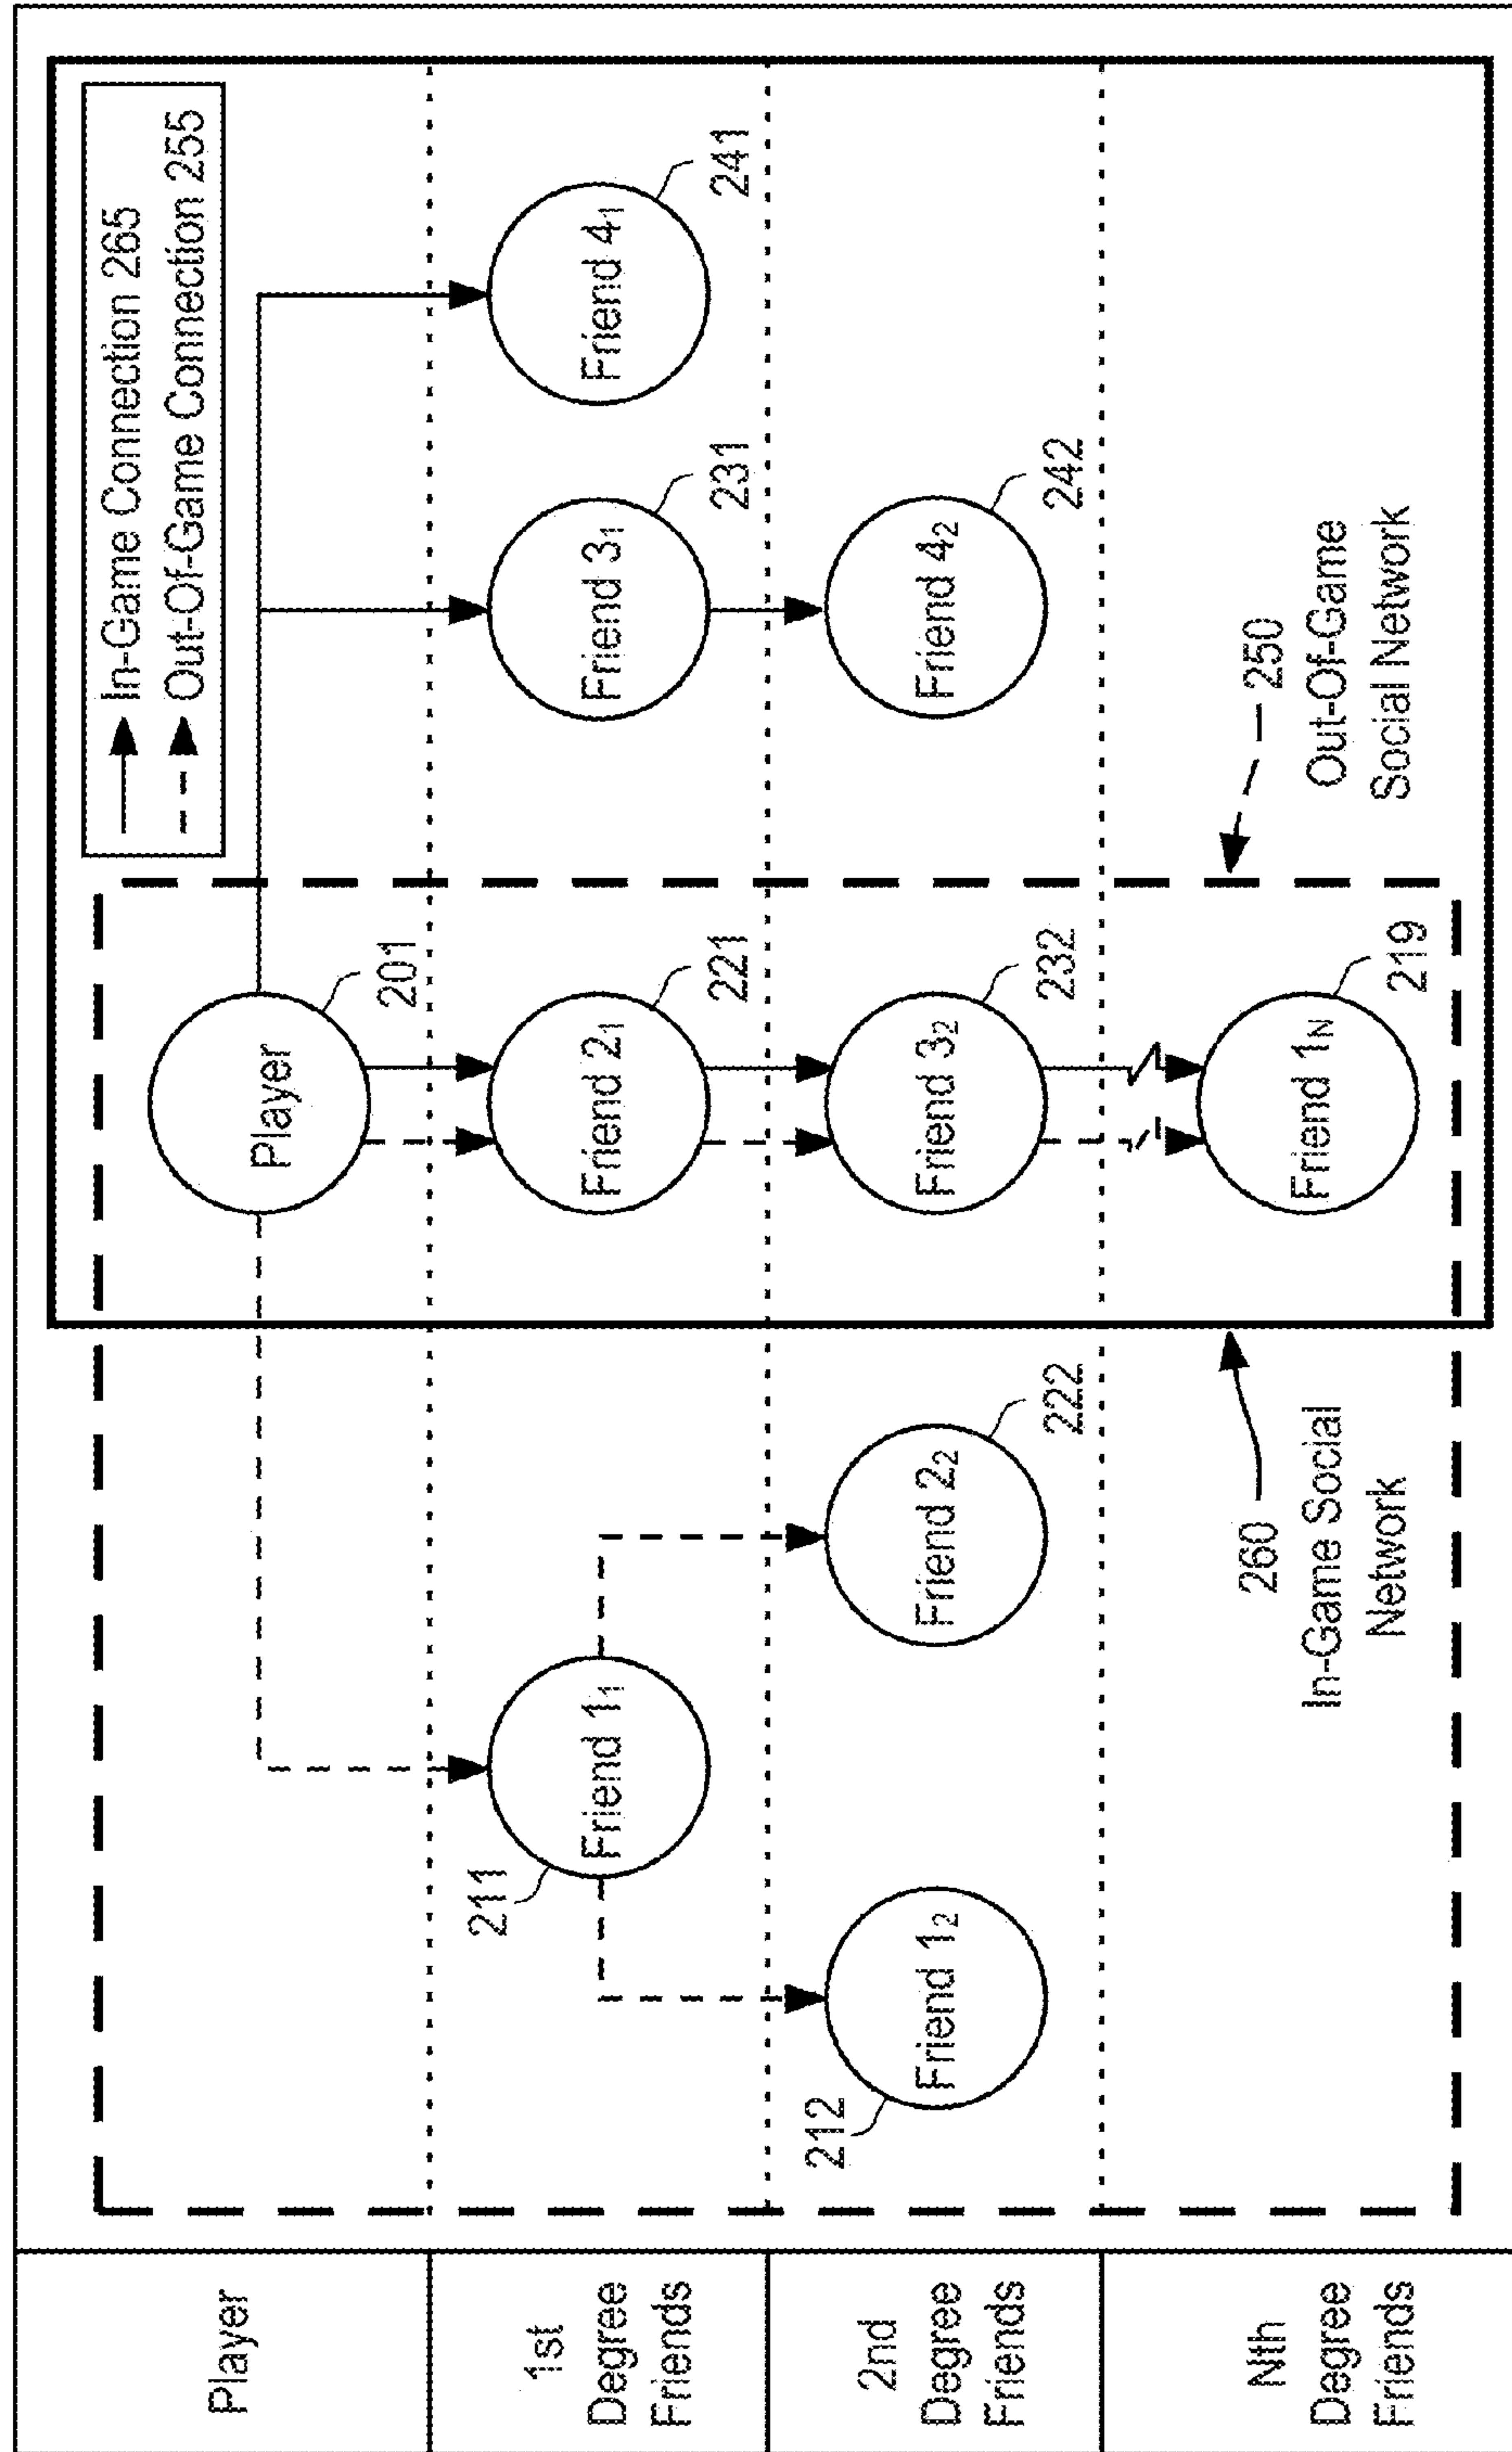 Player
1st
Degree
Friends
2nd
Degree
Friends
Nth
Degree
Friends
In-Game Connection 265
Out-Of-Game Connection 255
Player
201
Friend 1₁
211
Friend 2₁
221
Friend 3₁
231
Friend 4₁
241
Friend 1₂
212
Friend 2₂
222
Friend 3₂
232
Friend 4₂
242
Friend 1N
219
260
In-Game Social
Network
250
Out-Of-Game
Social Network